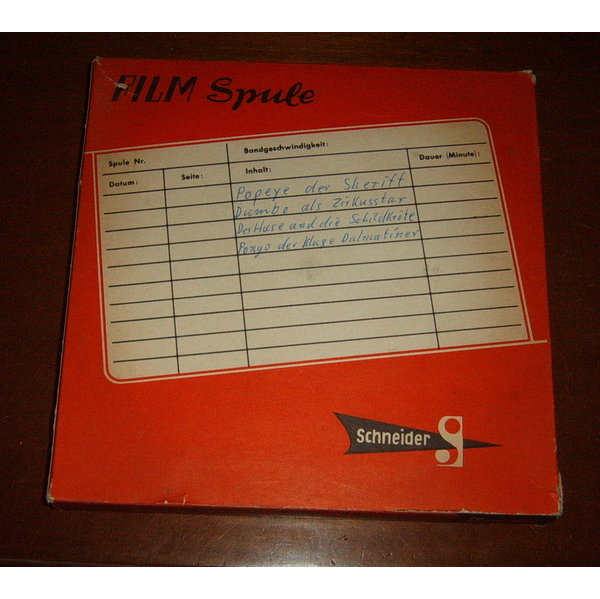 FILM Spule
Spule Nr.
Bandgeschwindigkeit:
Datum:
Seite:
Inhalt:
Dauer (Minute):
Popeye der Sheriff
Dumbo als Zirkusstar
Der Hase und die Schildkröte
Pongo der kluge Dalmatiner
Schneider